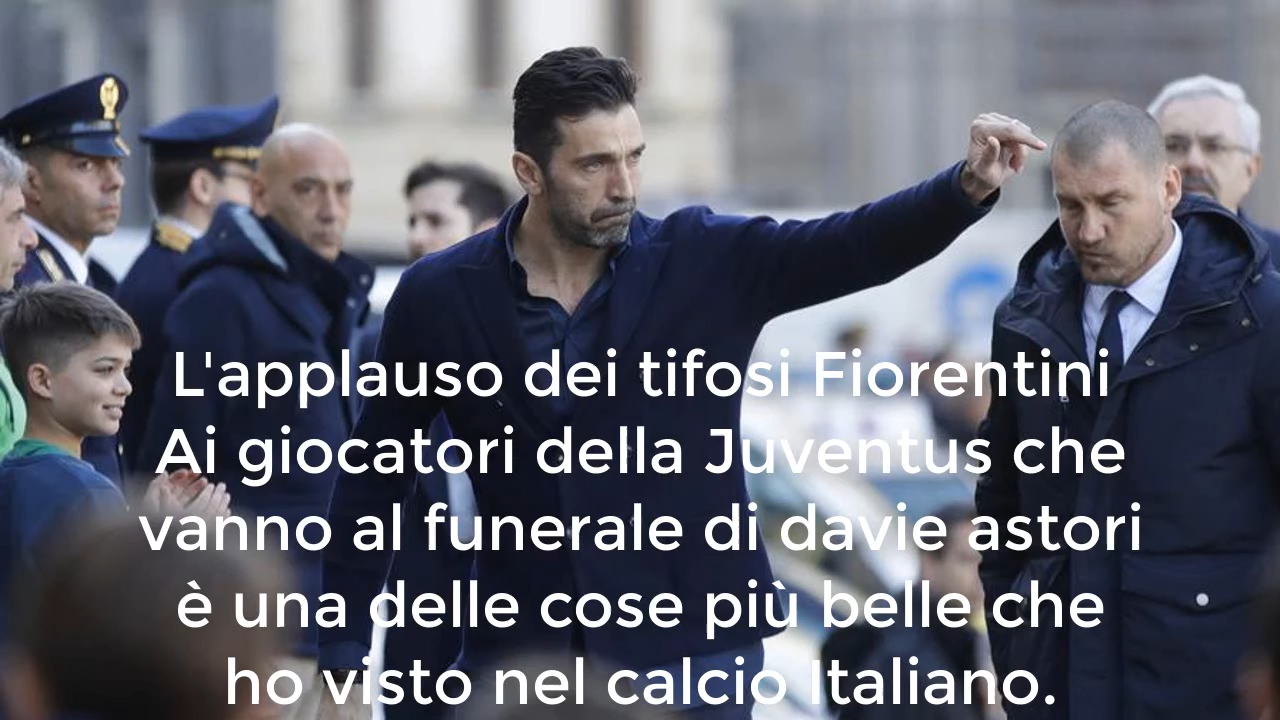 L'applauso dei tifosi Fiorentini
Ai giocatori della Juventus che
vanno al funerale di davie astori
è una delle cose più belle che
ho visto nel calcio Italiano.